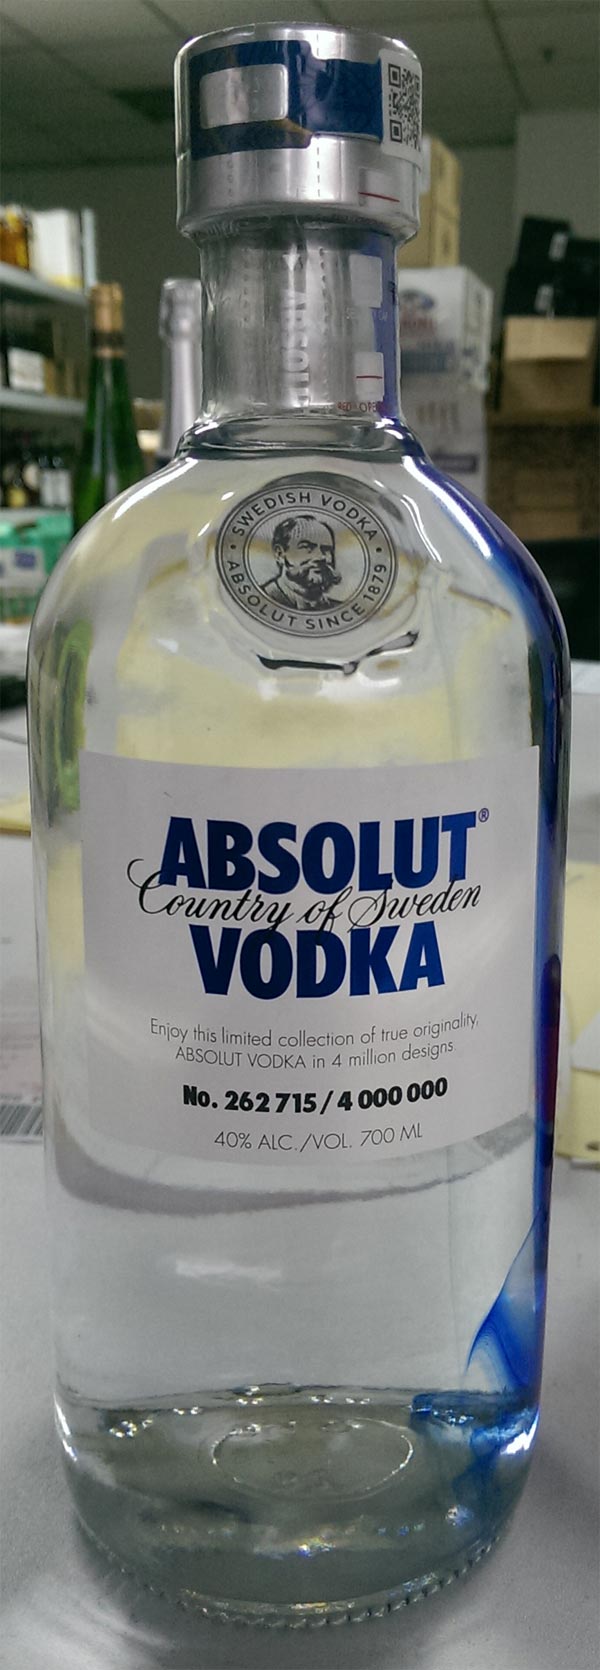 ABSOLUT
SWEDISH VODKA
ABSOLUT SINCE 1879
ABSOLUT®
Country of Sweden
VODKA
Enjoy this limited collection of true originality,
ABSOLUT VODKA in 4 million designs.
No. 262 715 / 4 000 000
40% ALC./VOL. 700 ML